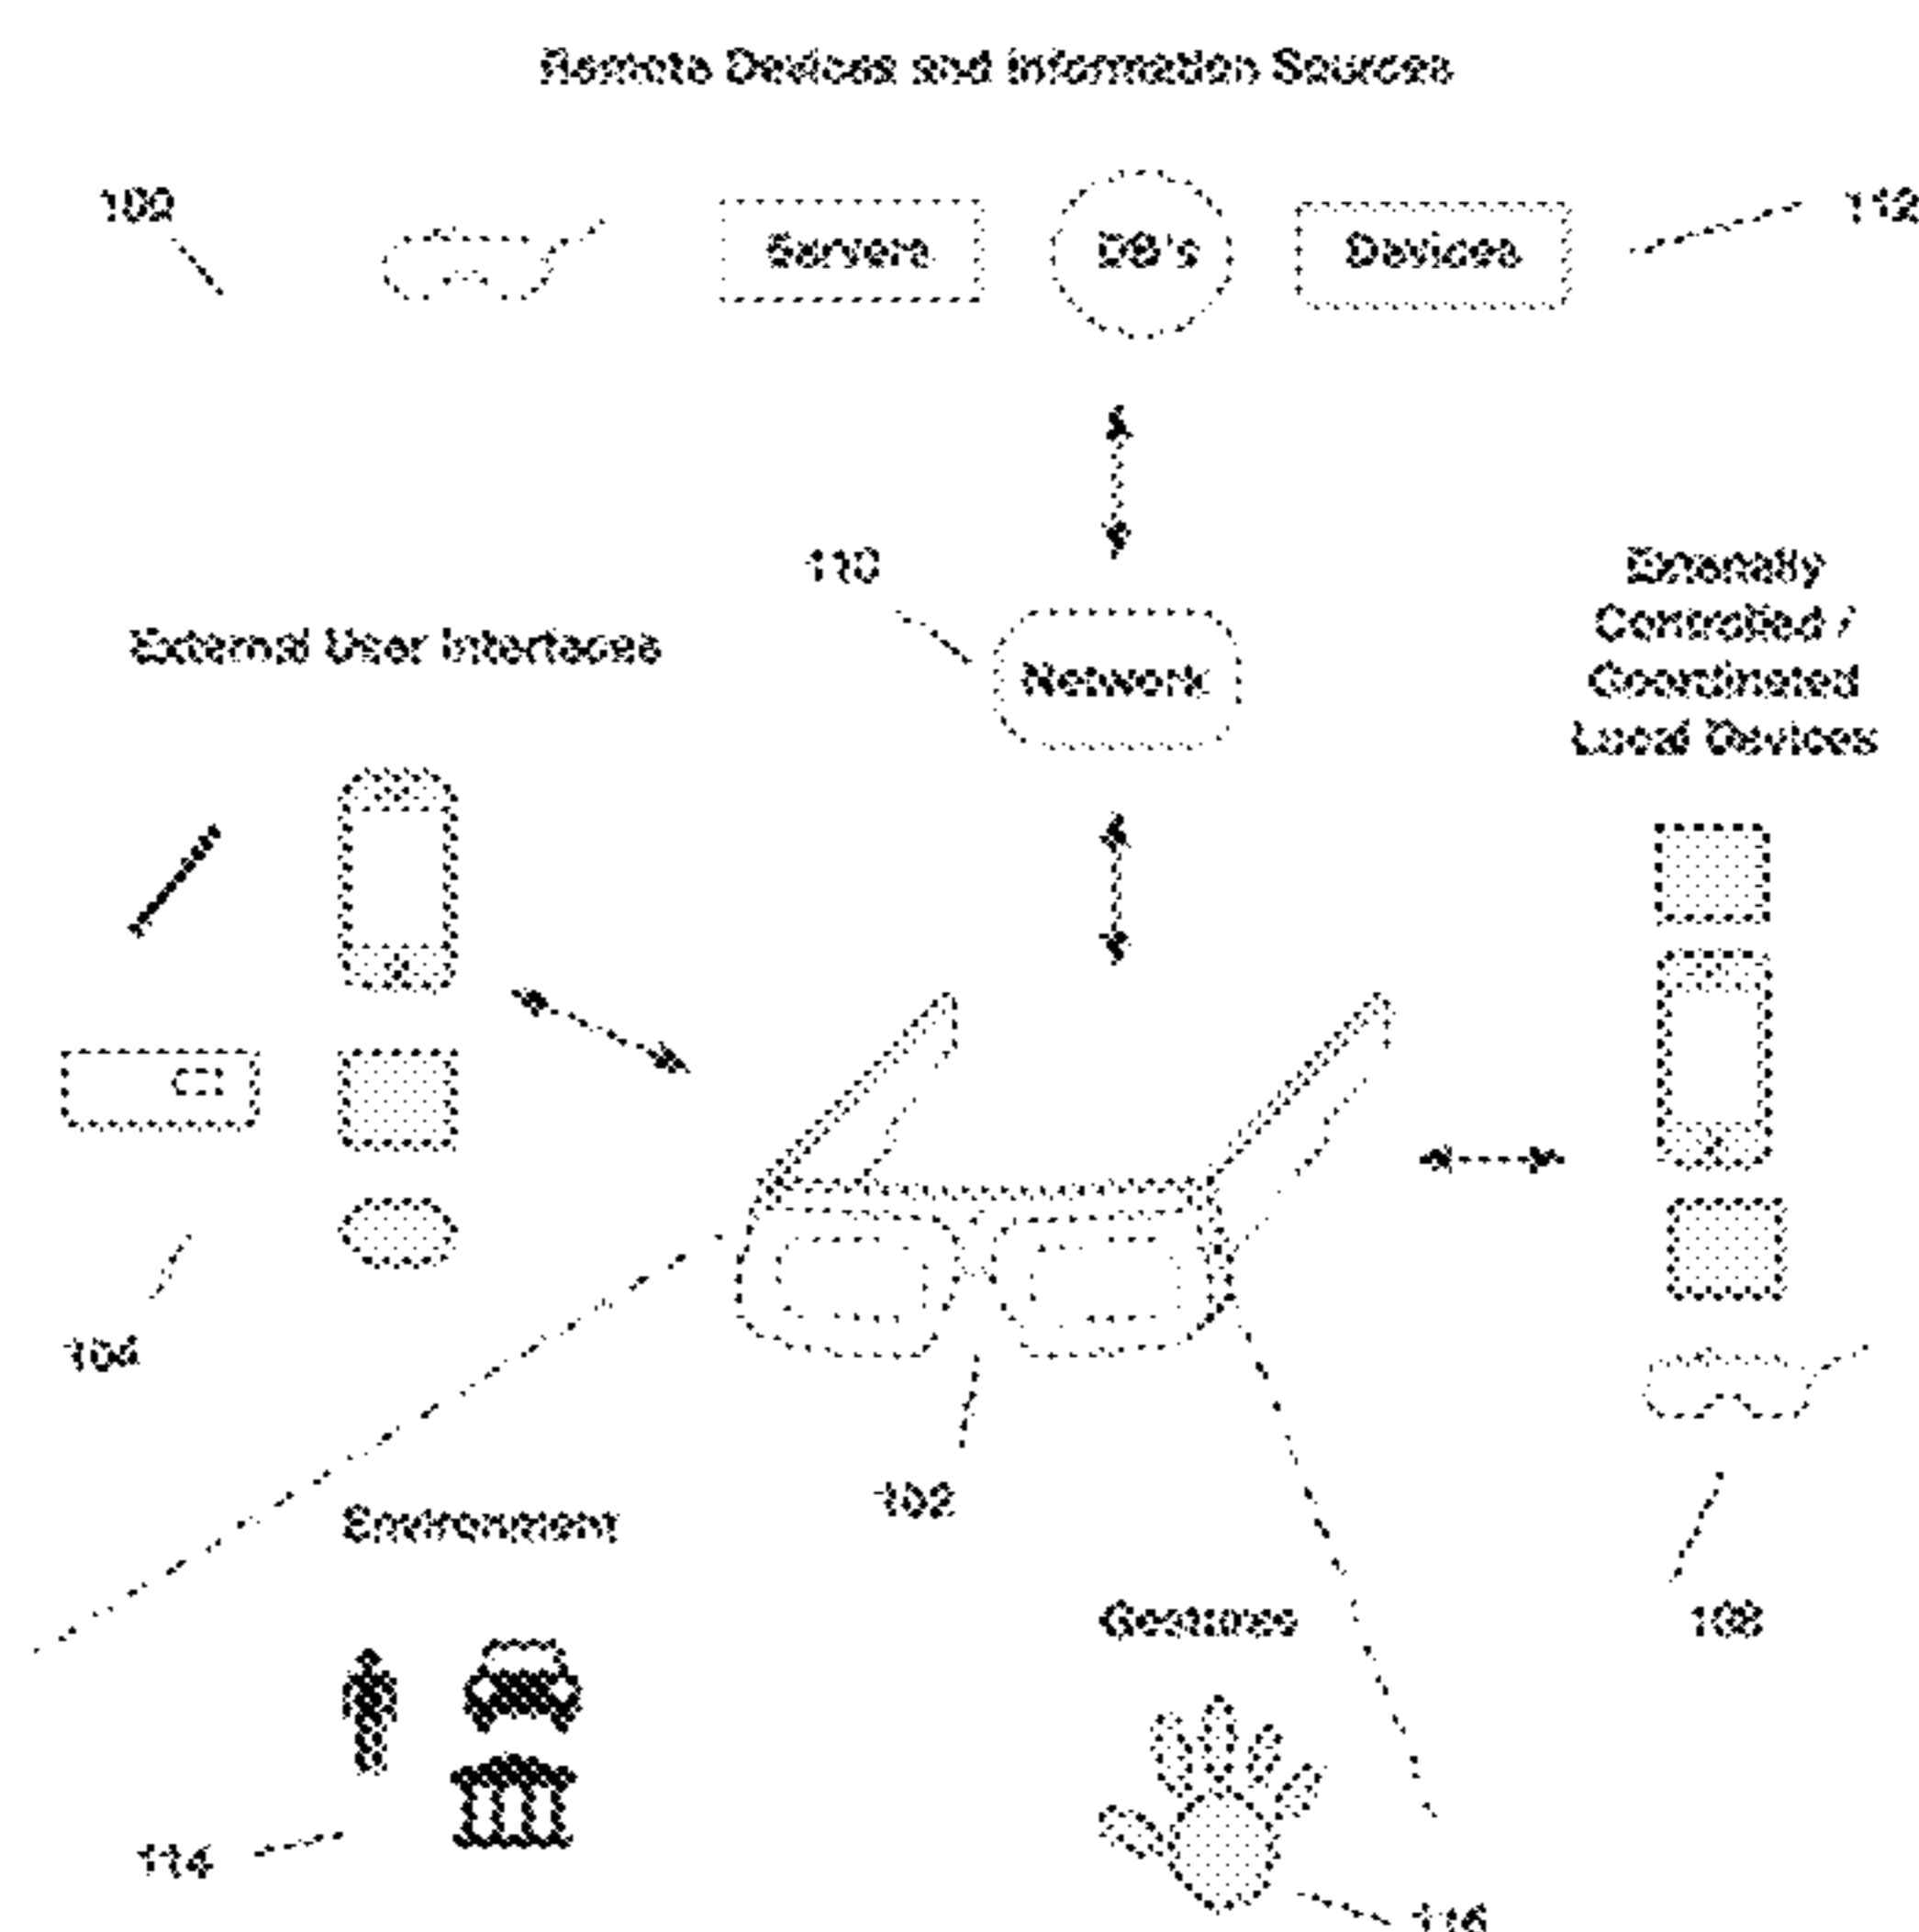 Remote Devices and Information Sources
100
112
Servers
DB's
Devices
110
Externally
Controlled /
Coordinated
Local Devices
External User Interfaces
Network
104
102
Environment
Gestures
108
114
116